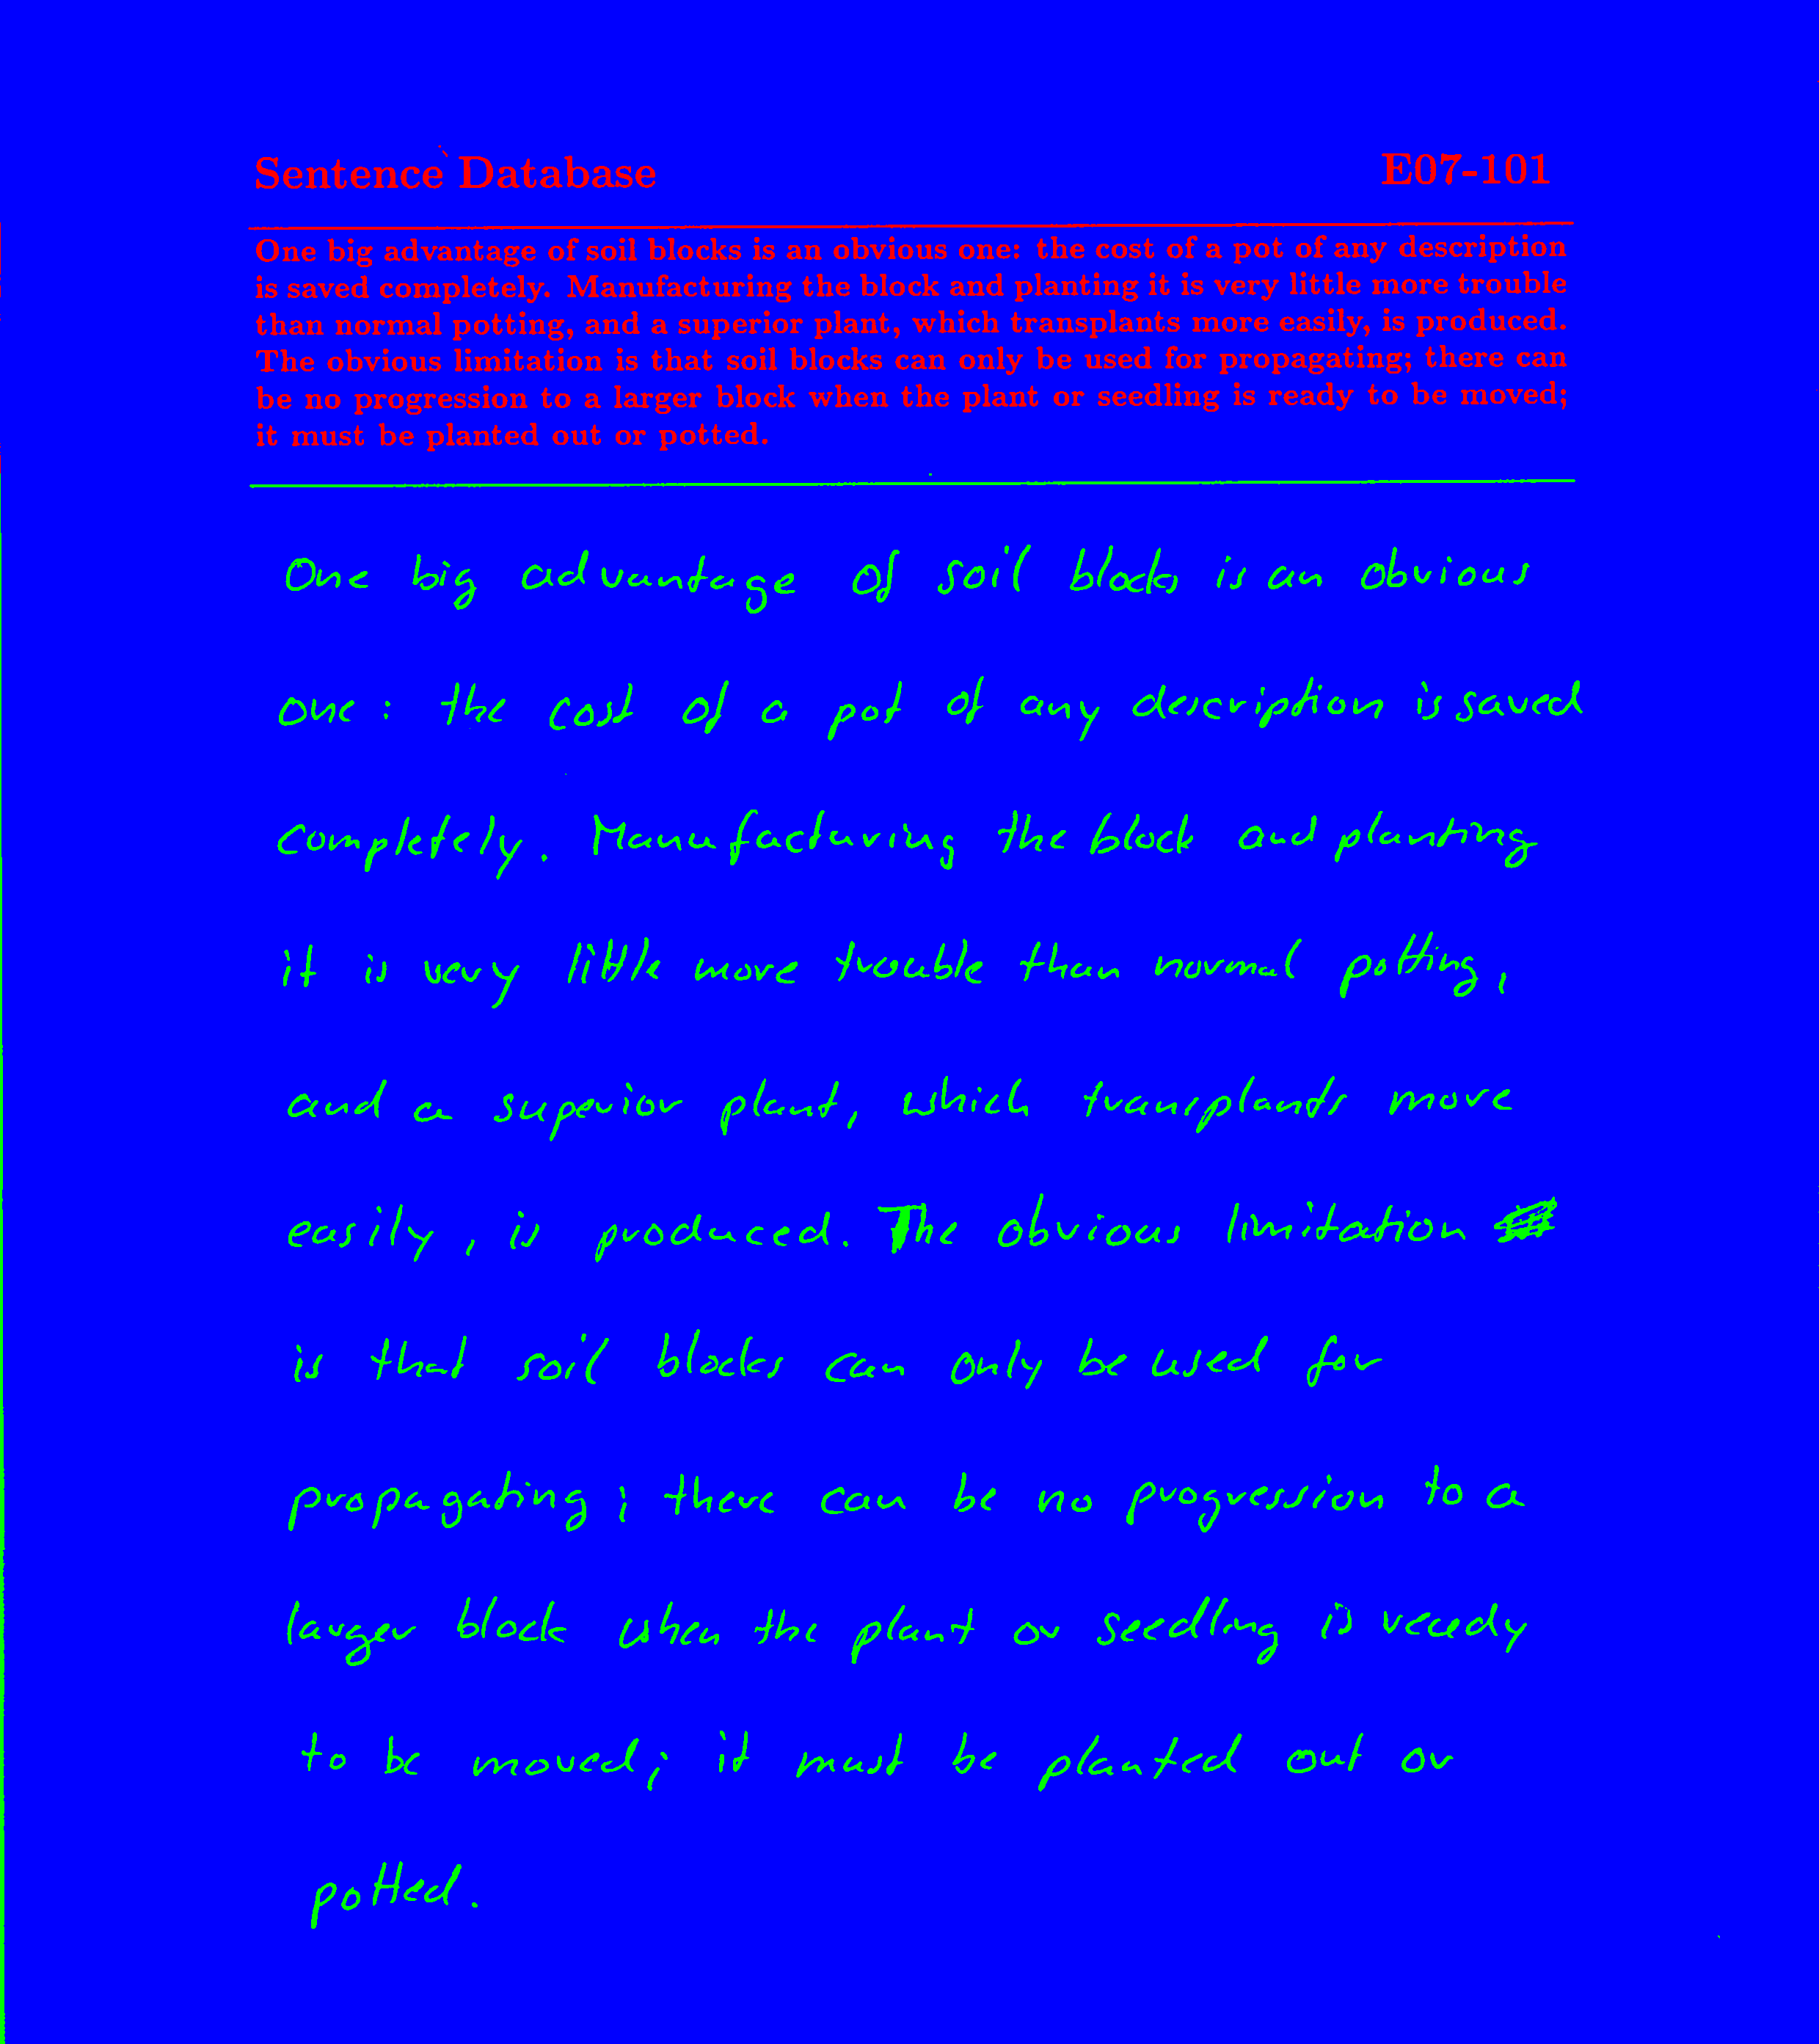 Sentence Database E07-101
One big advantage of soil blocks is an obvious one: the cost of a pot of any description
is saved completely. Manufacturing the block and planting it is very little more trouble
than normal potting, and a superior plant, which transplants more easily, is produced.
The obvious limitation is that soil blocks can only be used for propagating; there can
be no progression to a larger block when the plant or seedling is ready to be moved;
it must be planted out or potted.
One big advantage of soil blocks is an obvious
one: the cost of a pot of any description is saved
completely. Manufacturing the block and planting
it is very little more trouble than normal potting,
and a superior plant, which transplants more
easily, is produced. The obvious limitation
is that soil blocks can only be used for
propagating; there can be no progression to a
larger block when the plant or seedling is ready
to be moved; it must be planted out or
potted.